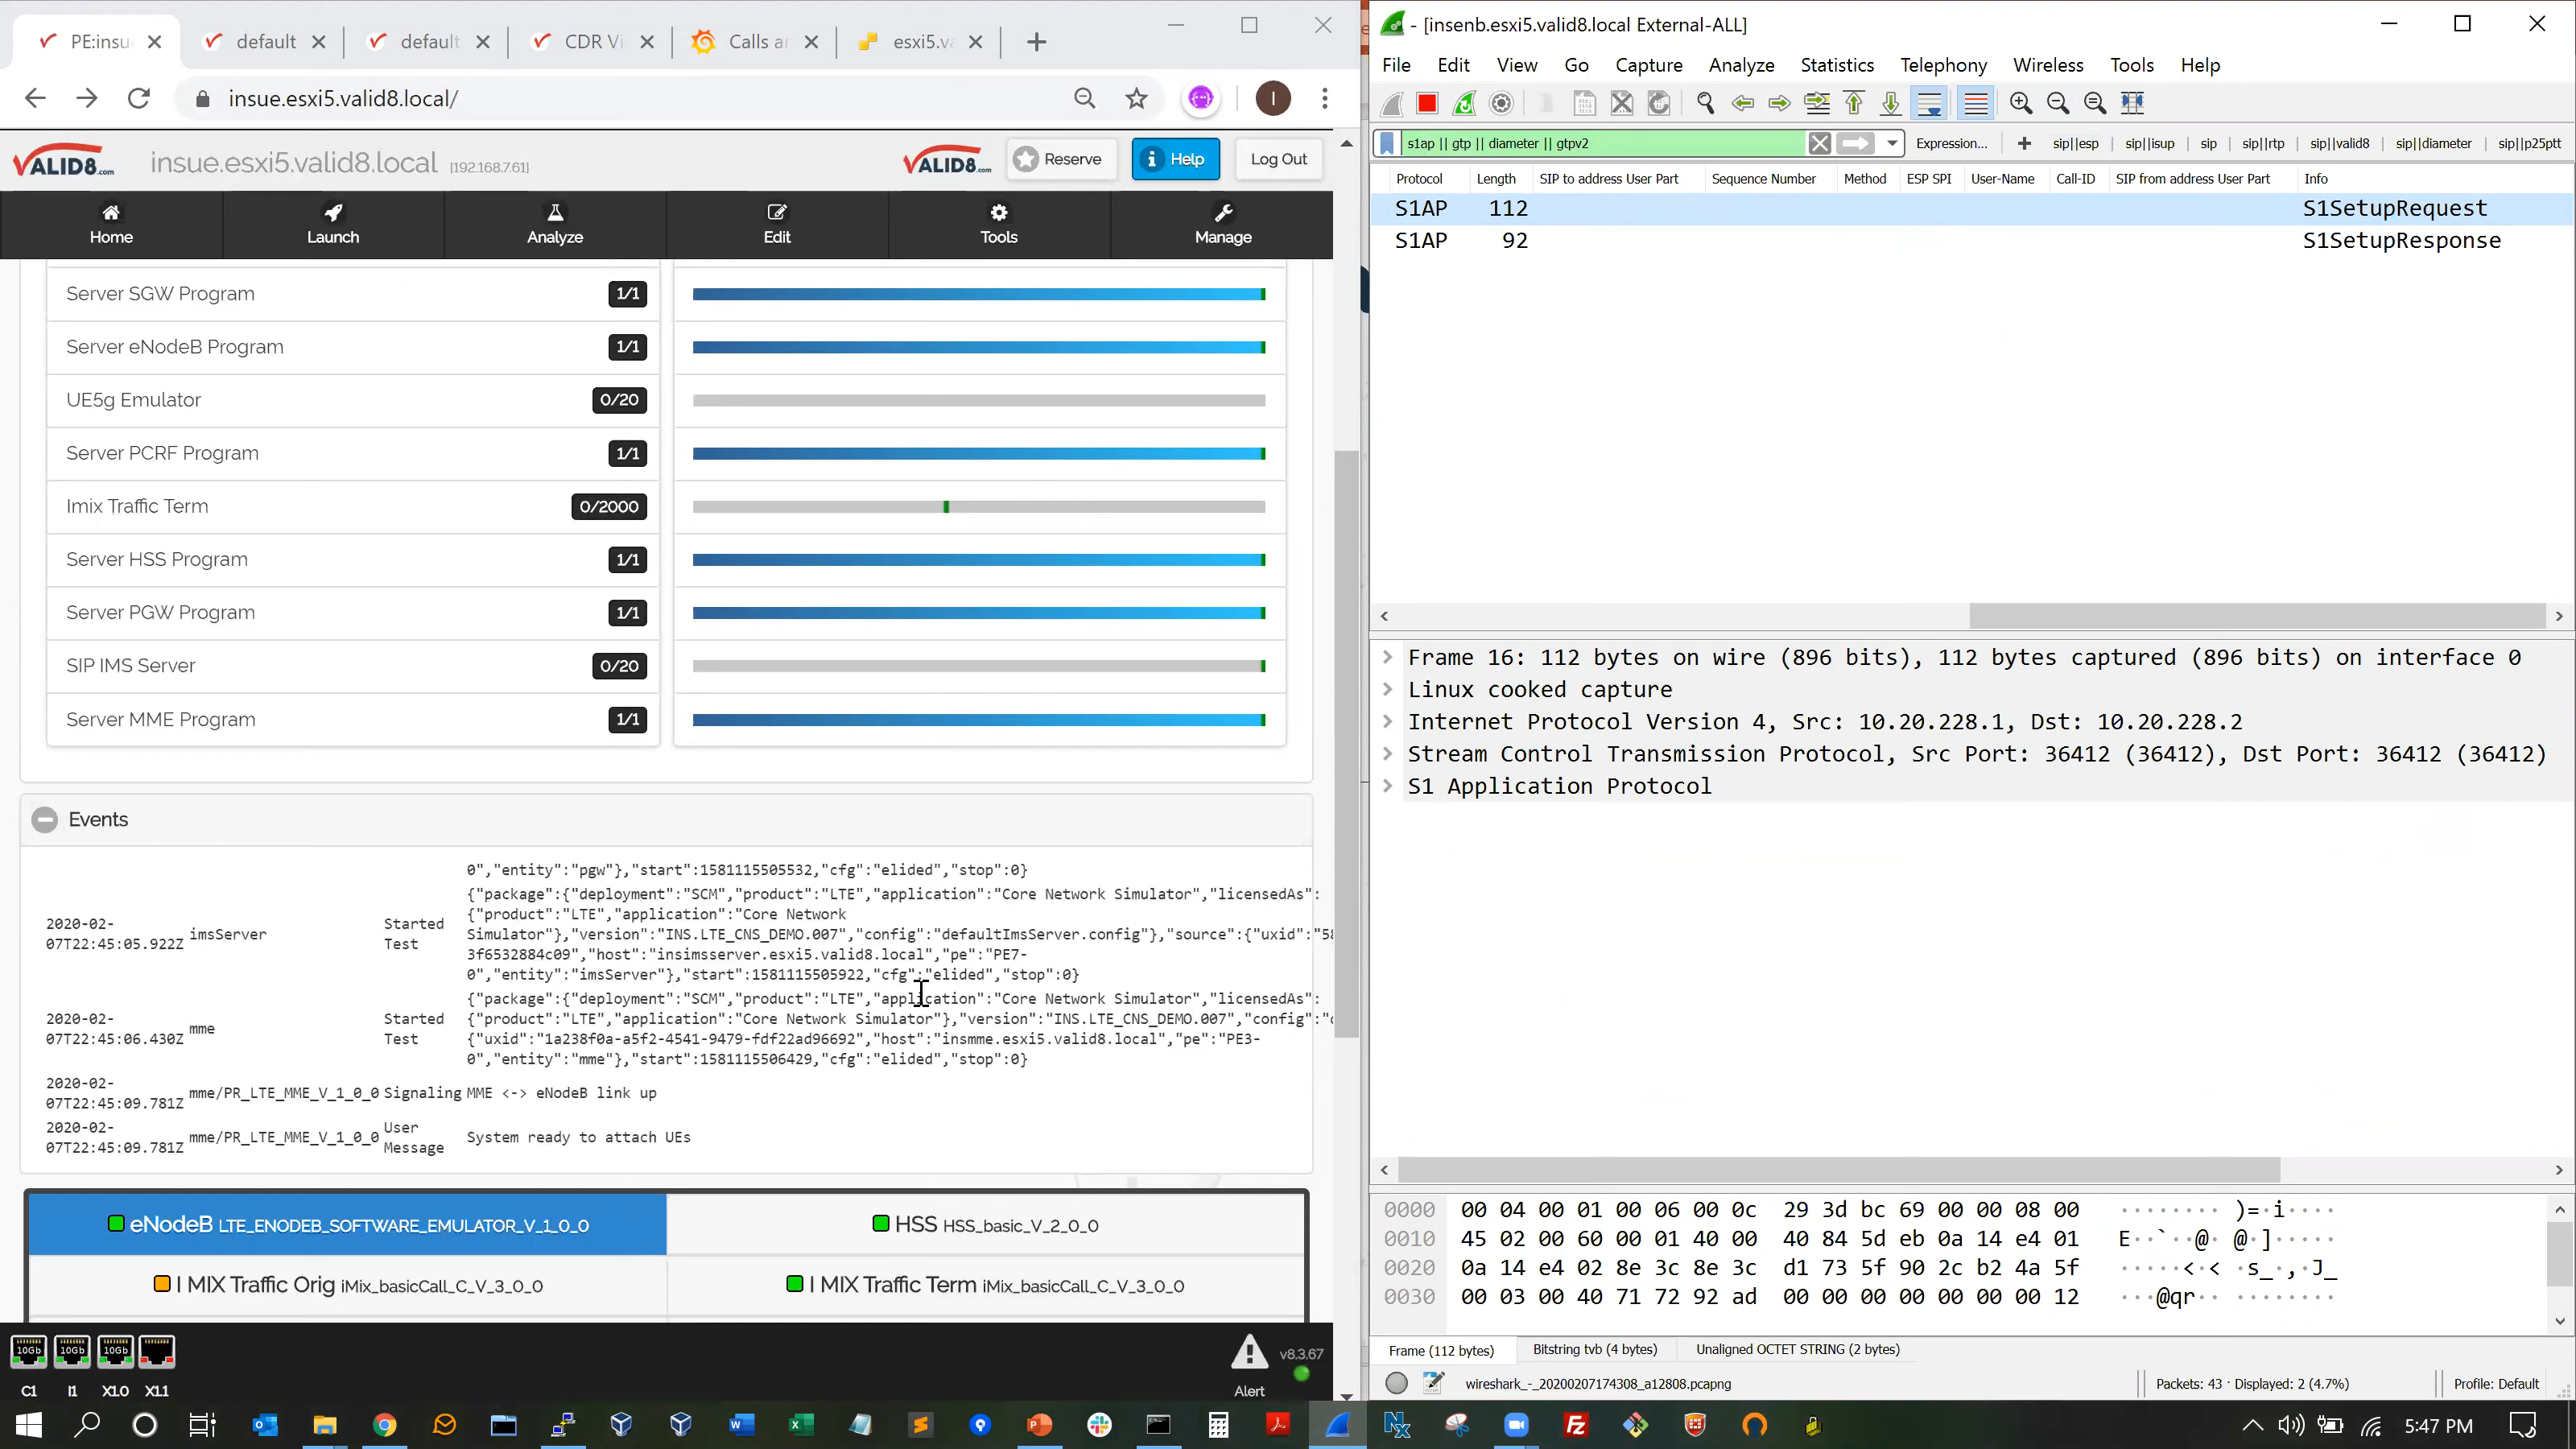 PE:insu
default
default
CDR Vi
Calls a
esxi5.va
insue.esxi5.valid8.local/
I
VALID8.com
insue.esxi5.valid8.local [192.168.7.61]
VALID8.com
Reserve
Help
Log Out
Home
Launch
Analyze
Edit
Tools
Manage
Server SGW Program 1/1
Server eNodeB Program 1/1
UE5g Emulator 0/20
Server PCRF Program 1/1
Imix Traffic Term 0/2000
Server HSS Program 1/1
Server PGW Program 1/1
SIP IMS Server 0/20
Server MME Program 1/1
Events
0","entity":"pgw"},"start":1581115505532,"cfg":"elided","stop":0}
2020-02-07T22:45:05.922Z imsServer Started Test
{"package":{"deployment":"SCM","product":"LTE","application":"Core Network Simulator","licensedAs":
{"product":"LTE","application":"Core Network
Simulator"},"version":"INS.LTE_CNS_DEMO.007","config":"defaultImsServer.config"},"source":{"uxid":"58
3f6532884c09","host":"insimsserver.esxi5.valid8.local","pe":"PE7-
0","entity":"imsServer"},"start":1581115505922,"cfg":"elided","stop":0}
2020-02-07T22:45:06.430Z mme Started Test
{"package":{"deployment":"SCM","product":"LTE","application":"Core Network Simulator","licensedAs":
{"product":"LTE","application":"Core Network Simulator"},"version":"INS.LTE_CNS_DEMO.007","config":"
{"uxid":"1a238f0a-a5f2-4541-9479-fdf22ad96692","host":"insmme.esxi5.valid8.local","pe":"PE3-
0","entity":"mme"},"start":1581115506429,"cfg":"elided","stop":0}
2020-02-07T22:45:09.781Z mme/PR_LTE_MME_V_1_0_0 Signaling MME <-> eNodeB link up
2020-02-07T22:45:09.781Z mme/PR_LTE_MME_V_1_0_0 User Message System ready to attach UEs
eNodeB LTE_ENODEB_SOFTWARE_EMULATOR_V_1_0_0
HSS HSS_basic_V_2_0_0
I MIX Traffic Orig iMix_basicCall_C_V_3_0_0
I MIX Traffic Term iMix_basicCall_C_V_3_0_0
10Gb 10Gb 10Gb
C1 I1 X1.0 X1.1
Alert
v8.3.67
- [insenb.esxi5.valid8.local External-ALL]
File Edit View Go Capture Analyze Statistics Telephony Wireless Tools Help
s1ap || gtp || diameter || gtpv2
Expression... + sip||esp sip||isup sip sip||rtp sip||valid8 sip||diameter sip||p25ptt
Protocol Length SIP to address User Part Sequence Number Method ESP SPI User-Name Call-ID SIP from address User Part Info
S1AP 112 S1SetupRequest
S1AP 92 S1SetupResponse
Frame 16: 112 bytes on wire (896 bits), 112 bytes captured (896 bits) on interface 0
Linux cooked capture
Internet Protocol Version 4, Src: 10.20.228.1, Dst: 10.20.228.2
Stream Control Transmission Protocol, Src Port: 36412 (36412), Dst Port: 36412 (36412)
S1 Application Protocol
0000 00 04 00 01 00 06 00 0c 29 3d bc 69 00 00 08 00 ········ )=·i····
0010 45 02 00 60 00 01 40 00 40 84 5d eb 0a 14 e4 01 E··`··@· @·]·····
0020 0a 14 e4 02 8e 3c 8e 3c d1 73 5f 90 2c b2 4a 5f ·····<·< ·s_·,·J_
0030 00 03 00 40 71 72 92 ad 00 00 00 00 00 00 00 12 ···@qr·· ········
Frame (112 bytes) Bitstring tvb (4 bytes) Unaligned OCTET STRING (2 bytes)
wireshark_-_20200207174308_a12808.pcapng
Packets: 43 · Displayed: 2 (4.7%)
Profile: Default
5:47 PM